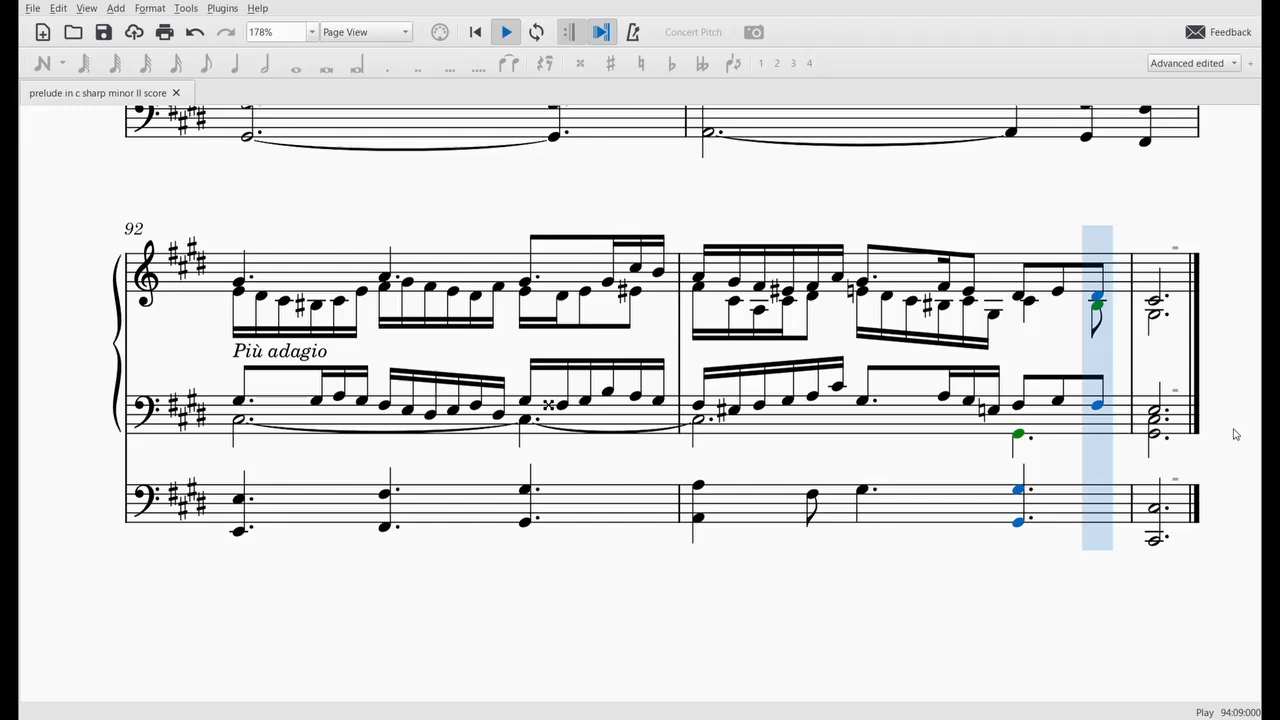 File Edit View Add Format Tools Plugins Help
178% Page View Concert Pitch Feedback
1 2 3 4 Advanced edited +
prelude in c sharp minor II score
92
Più adagio
Play 94:09:000